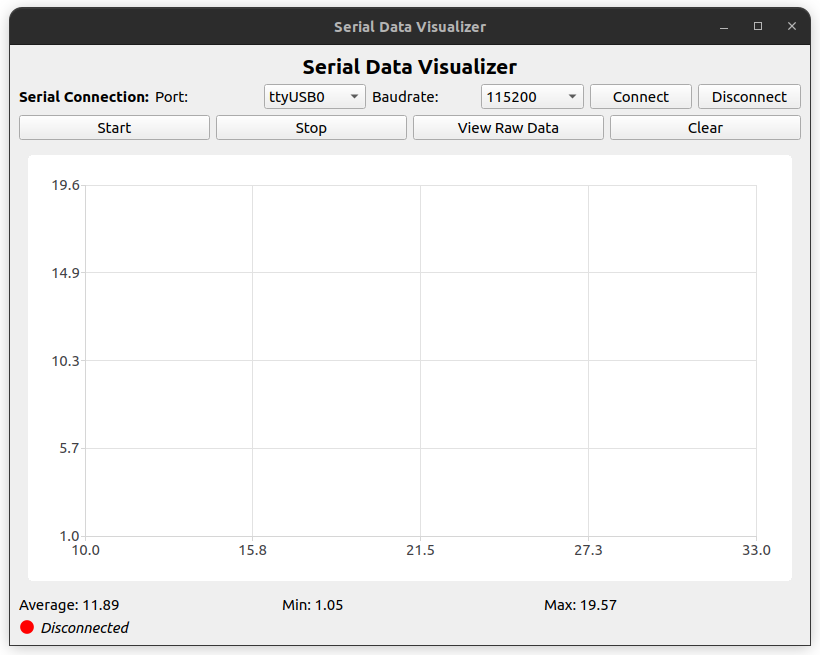 Serial Data Visualizer
Serial Data Visualizer
Serial Connection: Port: ttyUSB0 Baudrate: 115200 Connect Disconnect
Start Stop View Raw Data Clear
19.6
14.9
10.3
5.7
1.0
10.0 15.8 21.5 27.3 33.0
Average: 11.89 Min: 1.05 Max: 19.57
Disconnected